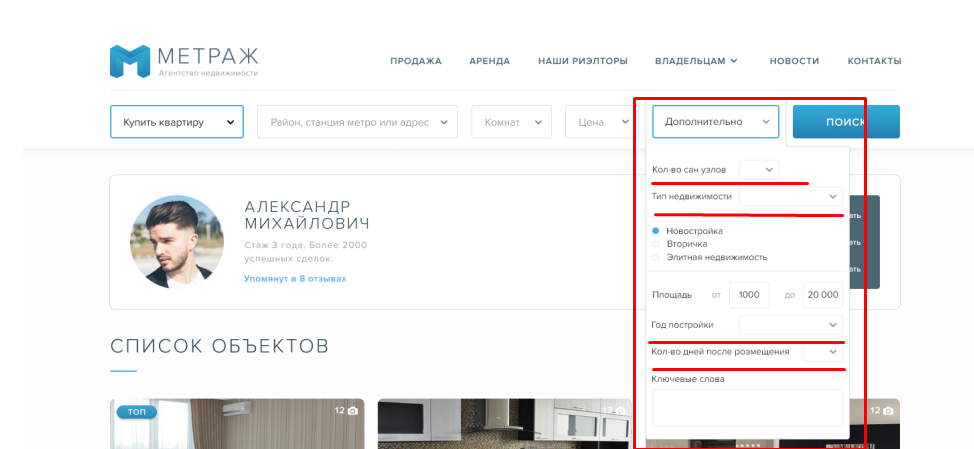 МЕТРАЖ
Агентство недвижимости
ПРОДАЖА АРЕНДА НАШИ РИЭЛТОРЫ ВЛАДЕЛЬЦАМ НОВОСТИ КОНТАКТЫ
Купить квартиру Район, станция метро или адрес Комнат Цена Дополнительно ПОИСК
Кол-во сан узлов
Тип недвижимости
Новостройка
Вторичка
Элитная недвижимость
Площадь от 1000 до 20 000
Год постройки
Кол-во дней после розмещения
Ключевые слова
АЛЕКСАНДР
МИХАЙЛОВИЧ
Стаж 3 года. Более 2000
успешных сделок.
Упомянут в 8 отзывах
СПИСОК ОБЪЕКТОВ
ТОП 12 12 12